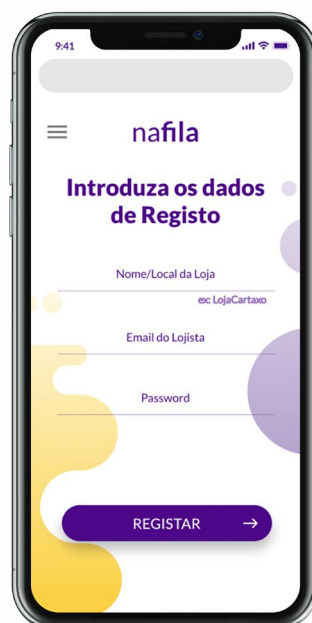 9:41
nafila
Introduza os dados
de Registo
Nome/Local da Loja
ex: LojaCartaxo
Email do Lojista
Password
REGISTAR →